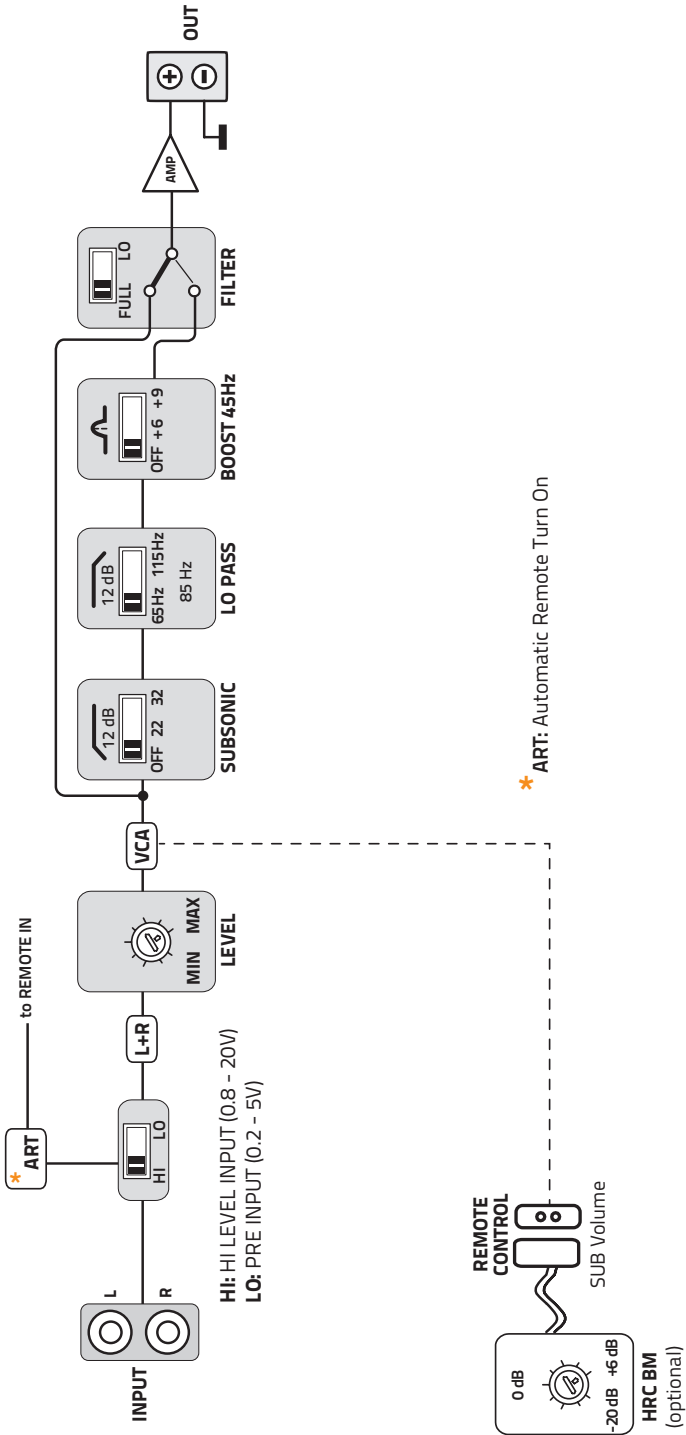 INPUT
L
R
* ART
to REMOTE IN
HI LO
HI: HI LEVEL INPUT (0.8 - 20V)
LO: PRE INPUT (0.2 - 5V)
L+R
MIN MAX
LEVEL
VCA
12 dB
OFF 22 32
SUBSONIC
12 dB
65Hz 115Hz
85 Hz
LO PASS
OFF +6 +9
BOOST 45Hz
FULL LO
FILTER
AMP
+
−
OUT
0 dB
-20dB +6 dB
HRC BM
(optional)
REMOTE
CONTROL
SUB Volume
* ART: Automatic Remote Turn On